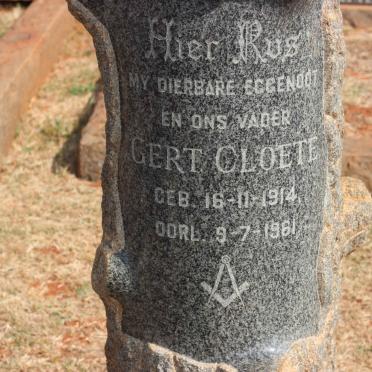 Hier Rus
MY DIERBARE EGGENOOT
EN ONS VADER
GERT CLOETE
GEB. 16-11-1914
OORL. 9-7-1961